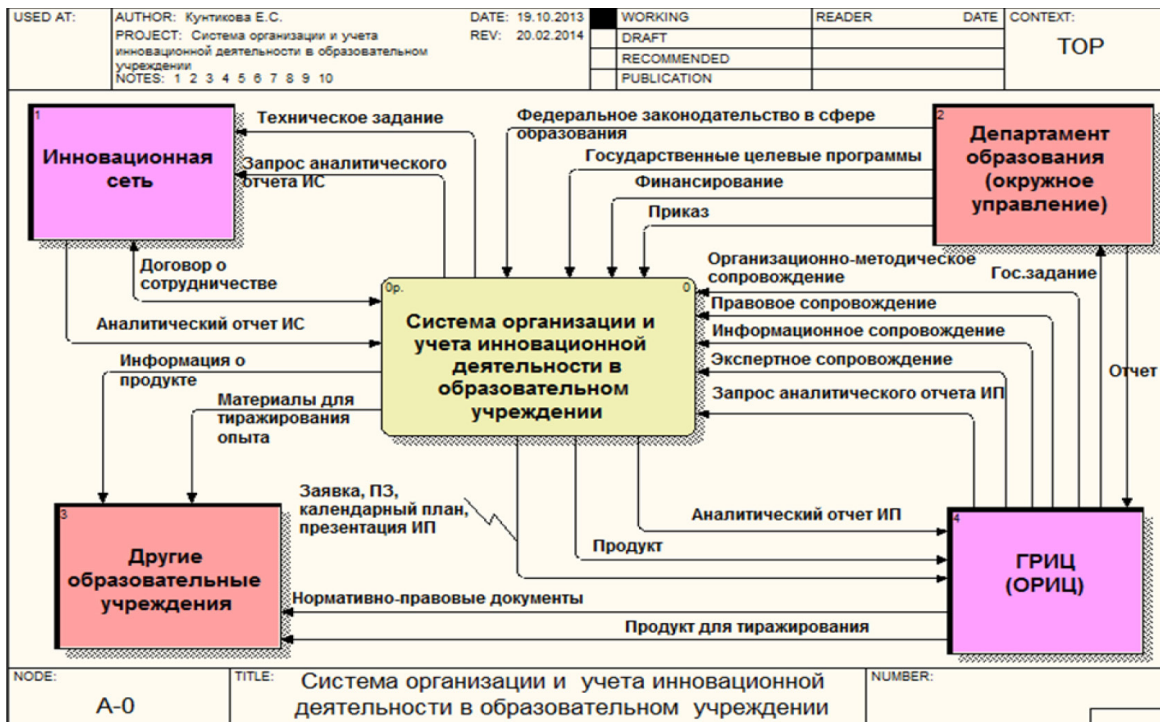 USED AT:
AUTHOR: Кунтикова Е.С.
DATE: 19.10.2013
PROJECT: Система организации и учета
инновационной деятельности в образовательном
учреждении
REV: 20.02.2014
NOTES: 1 2 3 4 5 6 7 8 9 10
WORKING
DRAFT
RECOMMENDED
PUBLICATION
READER
DATE
CONTEXT:
TOP
1
Инновационная
сеть
Техническое задание
Запрос аналитического
отчета ИС
Федеральное законодательство в сфере
образования
Государственные целевые программы
Финансирование
Приказ
2
Департамент
образования
(окружное
управление)
Договор о
сотрудничестве
Аналитический отчет ИС
Информация о
продукте
Материалы для
тиражирования
опыта
0р.
0
Система организации и
учета инновационной
деятельности в
образовательном
учреждении
Организационно-методическое
сопровождение
Гос.задание
Правовое сопровождение
Информационное сопровождение
Экспертное сопровождение
Отчет
Запрос аналитического отчета ИП
Заявка, ПЗ,
календарный план,
презентация ИП
Аналитический отчет ИП
Продукт
3
Другие
образовательные
учреждения
4
ГРИЦ
(ОРИЦ)
Нормативно-правовые документы
Продукт для тиражирования
NODE:
A-0
TITLE:
Система организации и учета инновационной
деятельности в образовательном учреждении
NUMBER: